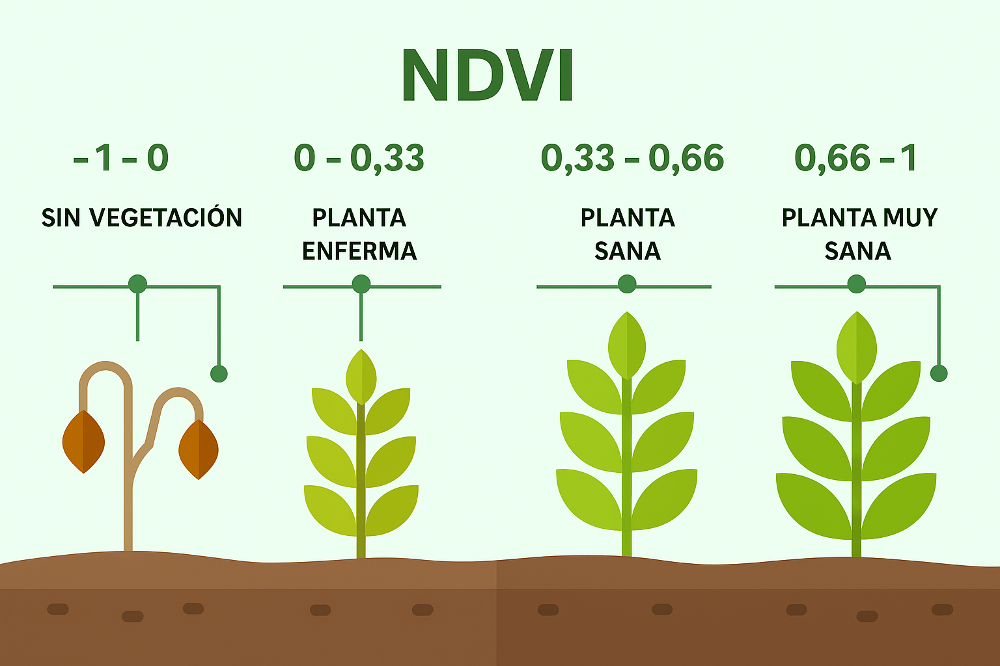 NDVI
–1 – 0
SIN VEGETACIÓN
0 – 0,33
PLANTA
ENFERMA
0,33 – 0,66
PLANTA
SANA
0,66 – 1
PLANTA MUY
SANA